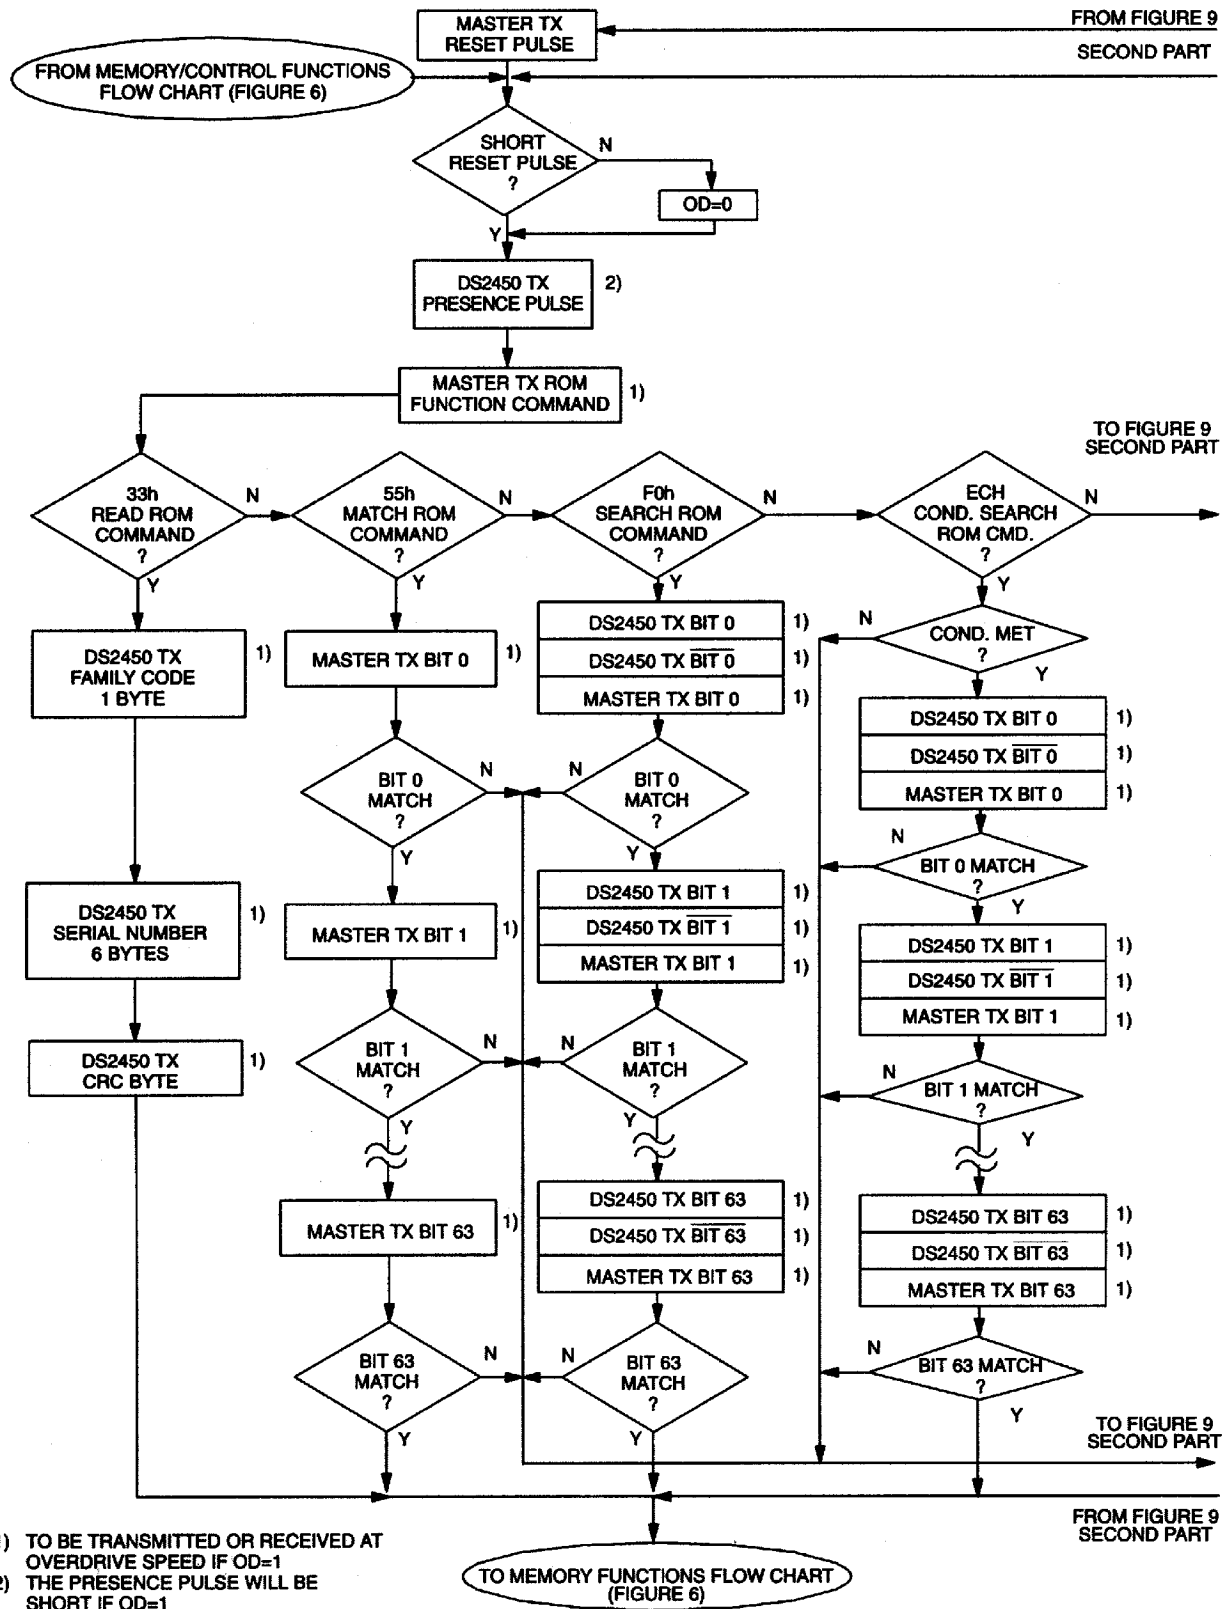 MASTER TX
RESET PULSE
FROM FIGURE 9
SECOND PART
FROM MEMORY/CONTROL FUNCTIONS
FLOW CHART (FIGURE 6)
SHORT
RESET PULSE
?
N
OD=0
Y
DS2450 TX
PRESENCE PULSE
2)
MASTER TX ROM
FUNCTION COMMAND
1)
TO FIGURE 9
SECOND PART
33h
READ ROM
COMMAND
?
N
Y
55h
MATCH ROM
COMMAND
?
N
Y
F0h
SEARCH ROM
COMMAND
?
N
Y
ECH
COND. SEARCH
ROM CMD.
?
N
Y
DS2450 TX
FAMILY CODE
1 BYTE
1)
DS2450 TX
SERIAL NUMBER
6 BYTES
1)
DS2450 TX
CRC BYTE
1)
MASTER TX BIT 0
1)
BIT 0
MATCH
?
N
Y
MASTER TX BIT 1
1)
BIT 1
MATCH
?
N
Y
MASTER TX BIT 63
1)
BIT 63
MATCH
?
N
Y
DS2450 TX BIT 0
1)
DS2450 TX BIT 0
1)
MASTER TX BIT 0
1)
N
BIT 0
MATCH
?
Y
DS2450 TX BIT 1
1)
DS2450 TX BIT 1
1)
MASTER TX BIT 1
1)
N
BIT 1
MATCH
?
Y
DS2450 TX BIT 63
1)
DS2450 TX BIT 63
1)
MASTER TX BIT 63
1)
N
BIT 63
MATCH
?
Y
N
COND. MET
?
Y
DS2450 TX BIT 0
1)
DS2450 TX BIT 0
1)
MASTER TX BIT 0
1)
N
BIT 0 MATCH
?
Y
DS2450 TX BIT 1
1)
DS2450 TX BIT 1
1)
MASTER TX BIT 1
1)
N
BIT 1 MATCH
?
Y
DS2450 TX BIT 63
1)
DS2450 TX BIT 63
1)
MASTER TX BIT 63
1)
N
BIT 63 MATCH
?
Y
TO FIGURE 9
SECOND PART
FROM FIGURE 9
SECOND PART
TO MEMORY FUNCTIONS FLOW CHART
(FIGURE 6)
) TO BE TRANSMITTED OR RECEIVED AT
OVERDRIVE SPEED IF OD=1
2) THE PRESENCE PULSE WILL BE
SHORT IF OD=1